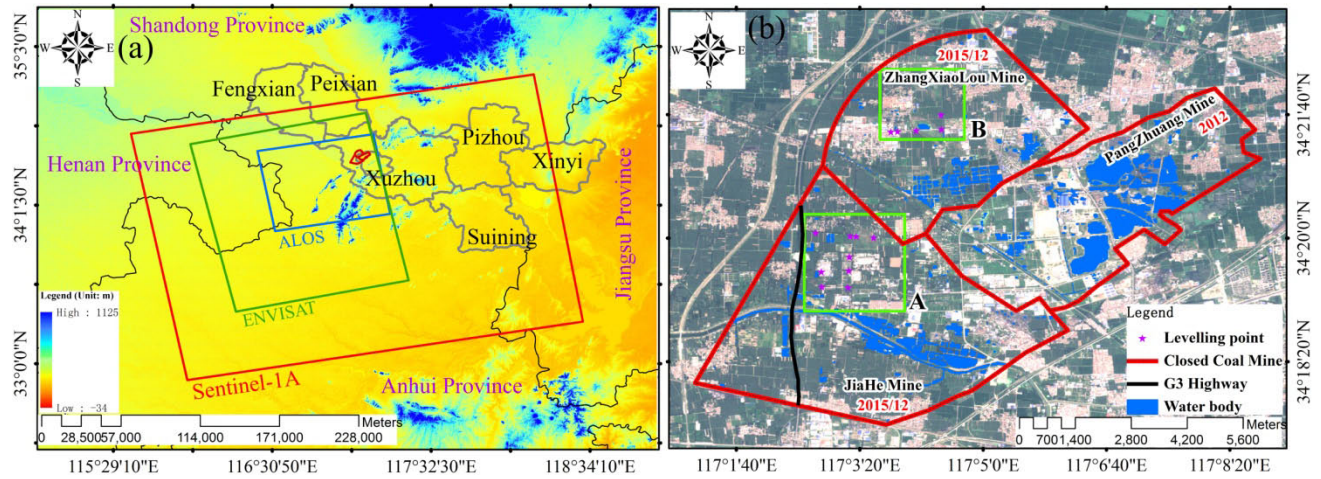 Shandong Province
(a)
N
W E
S
Peixian
Fengxian
Pizhou
Henan Province
Xinyi
Xuzhou
ALOS
Suining
Jiangsu Province
ENVISAT
Legend (Unit: m)
High : 1125
Low : -34
Sentinel-1A
Anhui Province
Meters
0 28,50057,000 114,000 171,000 228,000
35°3'0"N
34°1'30"N
33°0'0"N
115°29'10"E 116°30'50"E 117°32'30"E 118°34'10"E
(b)
N
W E
S
2015/12
ZhangXiaoLou Mine
B
PangZhuang Mine
2012
A
JiaHe Mine
2015/12
Legend
Levelling point
Closed Coal Mine
G3 Highway
Water body
Meters
0 7001,400 2,800 4,200 5,600
34°21'40"N
34°20'0"N
34°18'20"N
117°1'40"E 117°3'20"E 117°5'0"E 117°6'40"E 117°8'20"E